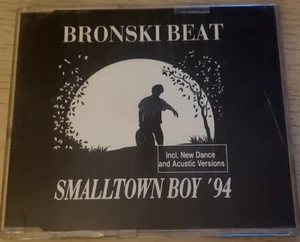 BRONSKI BEAT
Incl. New Dance
and Acustic Versions
SMALLTOWN BOY '94